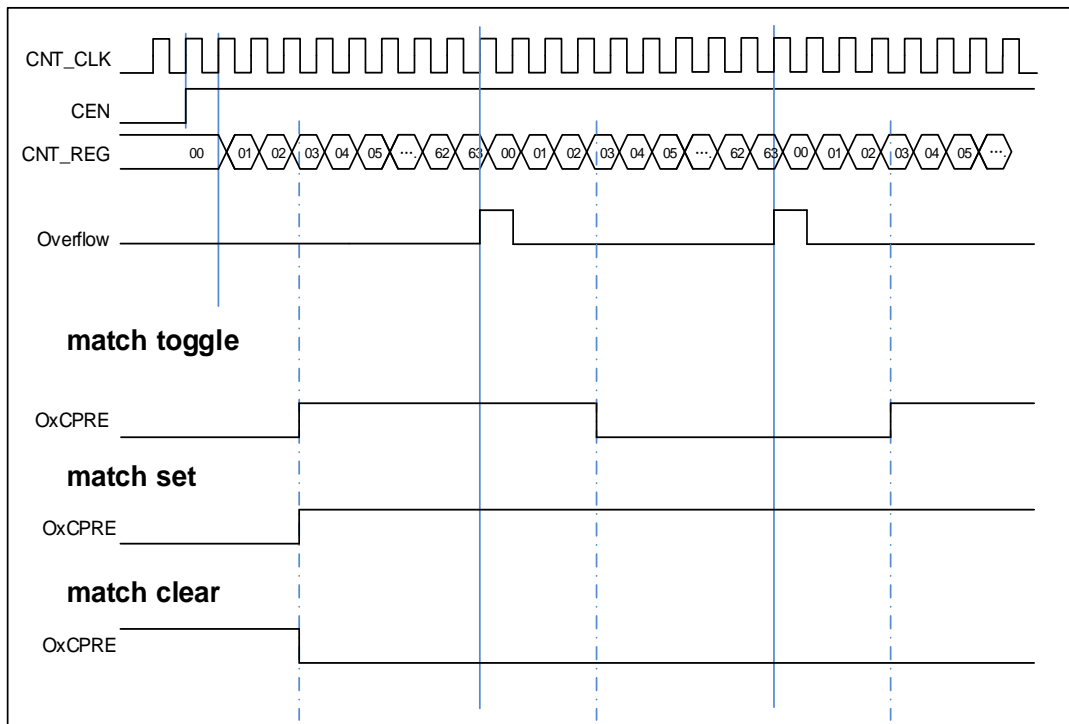 CNT_CLK
CEN
CNT_REG 00 01 02 03 04 05 …. 62 63 00 01 02 03 04 05 …. 62 63 00 01 02 03 04 05 ….
Overflow
match toggle
OxCPRE
match set
OxCPRE
match clear
OxCPRE